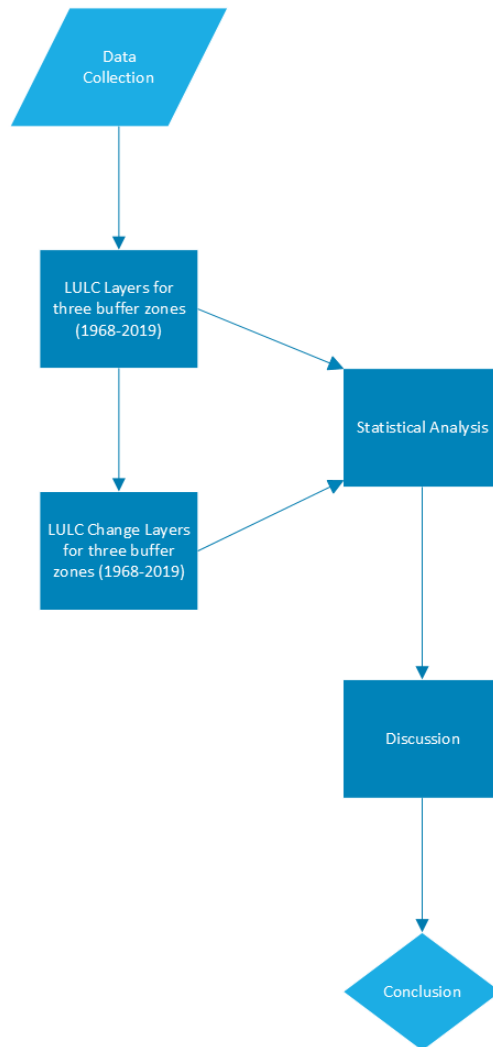 Data
Collection
LULC Layers for
three buffer zones
(1968-2019)
Statistical Analysis
LULC Change Layers
for three buffer
zones (1968-2019)
Discussion
Conclusion